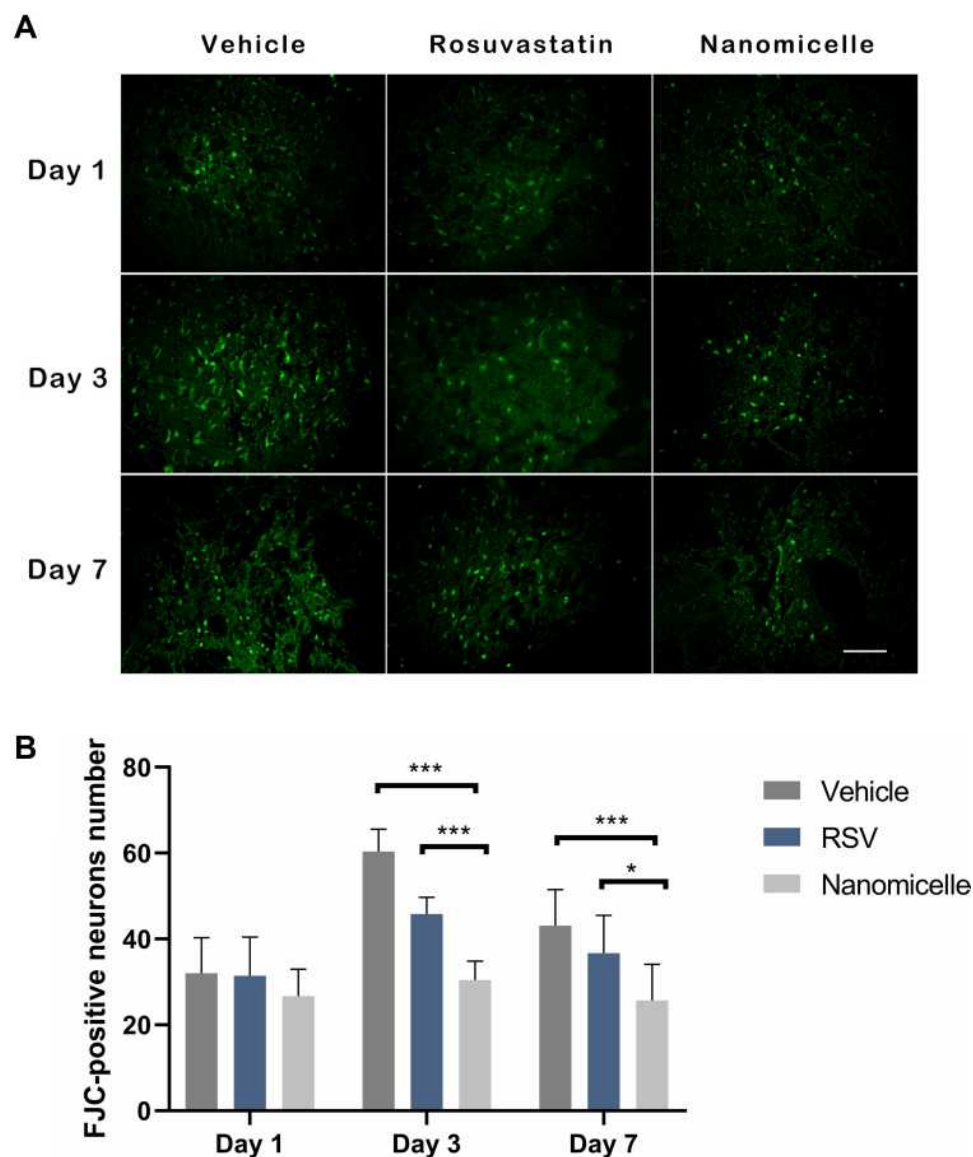 A
Vehicle Rosuvastatin Nanomicelle
Day 1
Day 3
Day 7
B
FJC-positive neurons number
80
60
40
20
0
***
***
***
*
Day 1 Day 3 Day 7
Vehicle
RSV
Nanomicelle